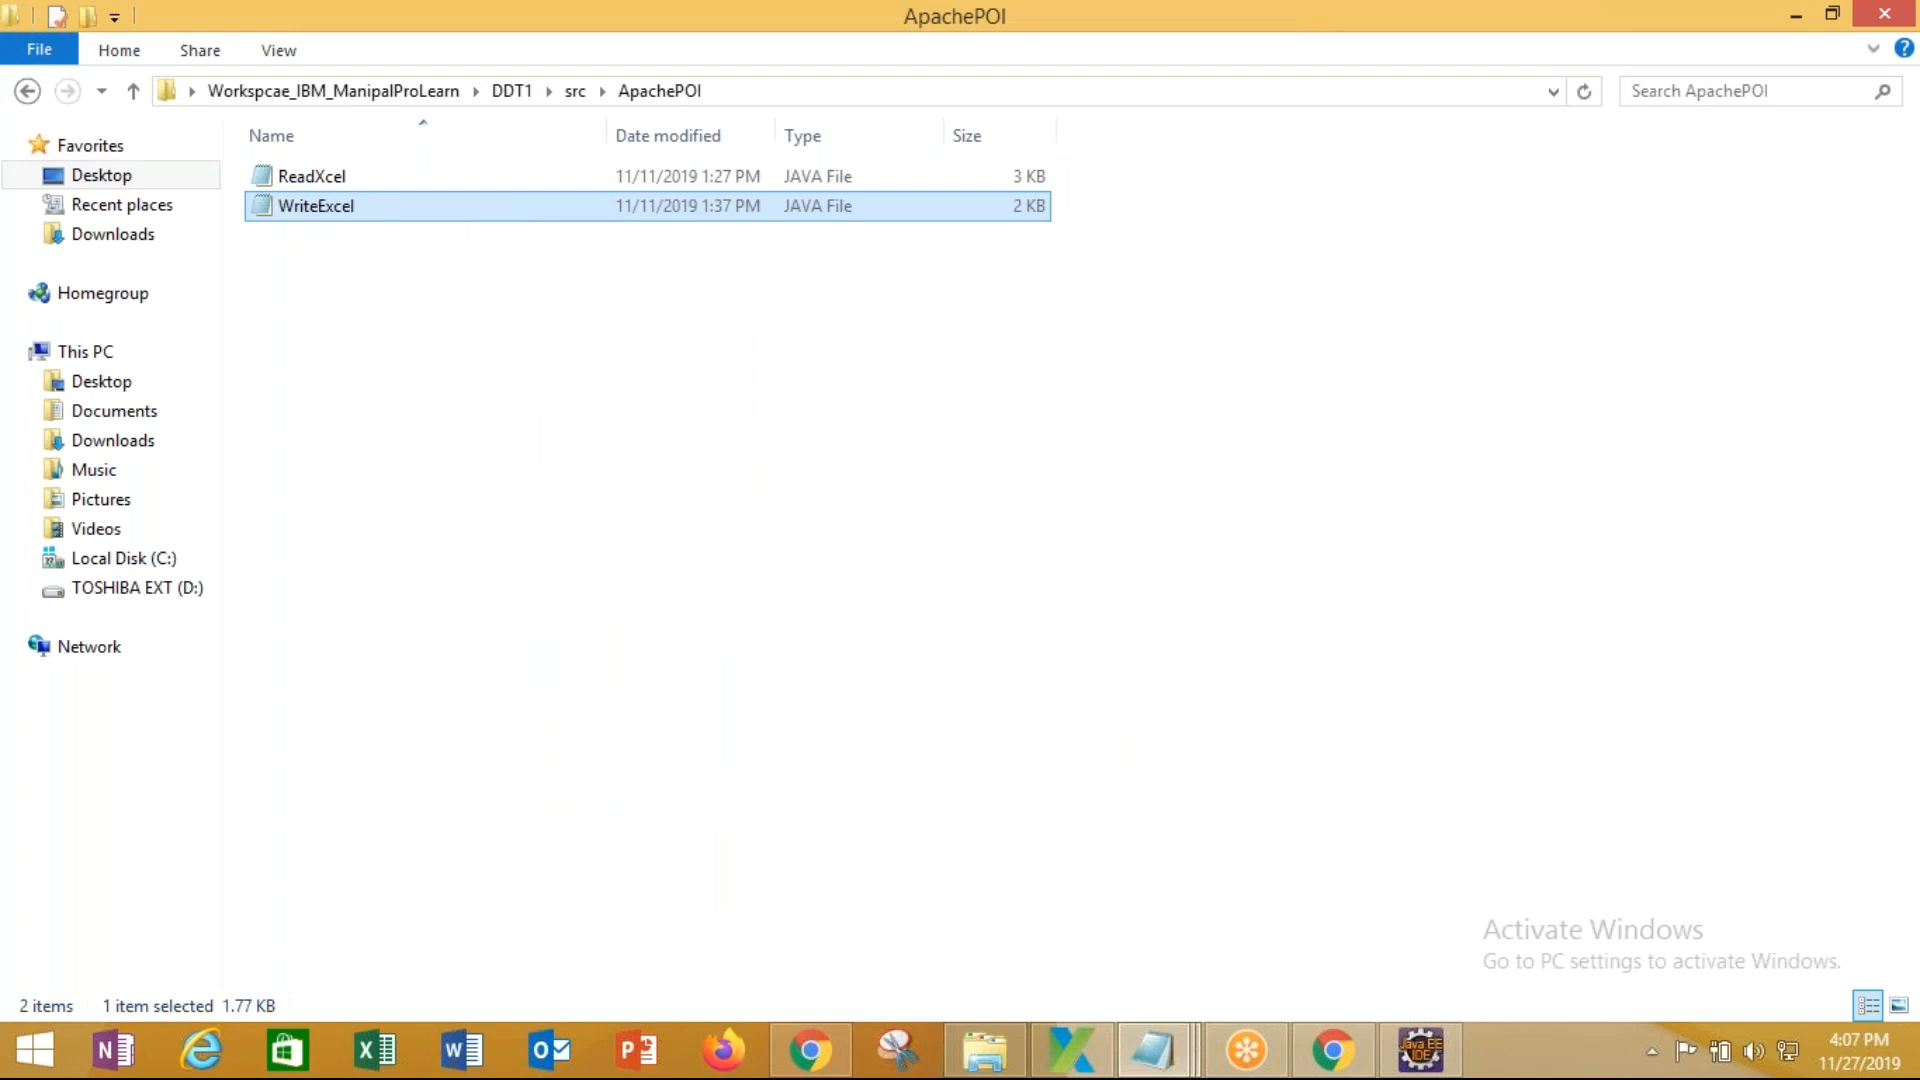 ApachePOI
File Home Share View
Workspcae_IBM_ManipalProLearn DDT1 src ApachePOI
Search ApachePOI
Name Date modified Type Size
ReadXcel 11/11/2019 1:27 PM JAVA File 3 KB
WriteExcel 11/11/2019 1:37 PM JAVA File 2 KB
Favorites
Desktop
Recent places
Downloads
Homegroup
This PC
Desktop
Documents
Downloads
Music
Pictures
Videos
Local Disk (C:)
TOSHIBA EXT (D:)
Network
Activate Windows
Go to PC settings to activate Windows.
2 items 1 item selected 1.77 KB
Java EE
IDE
4:07 PM
11/27/2019